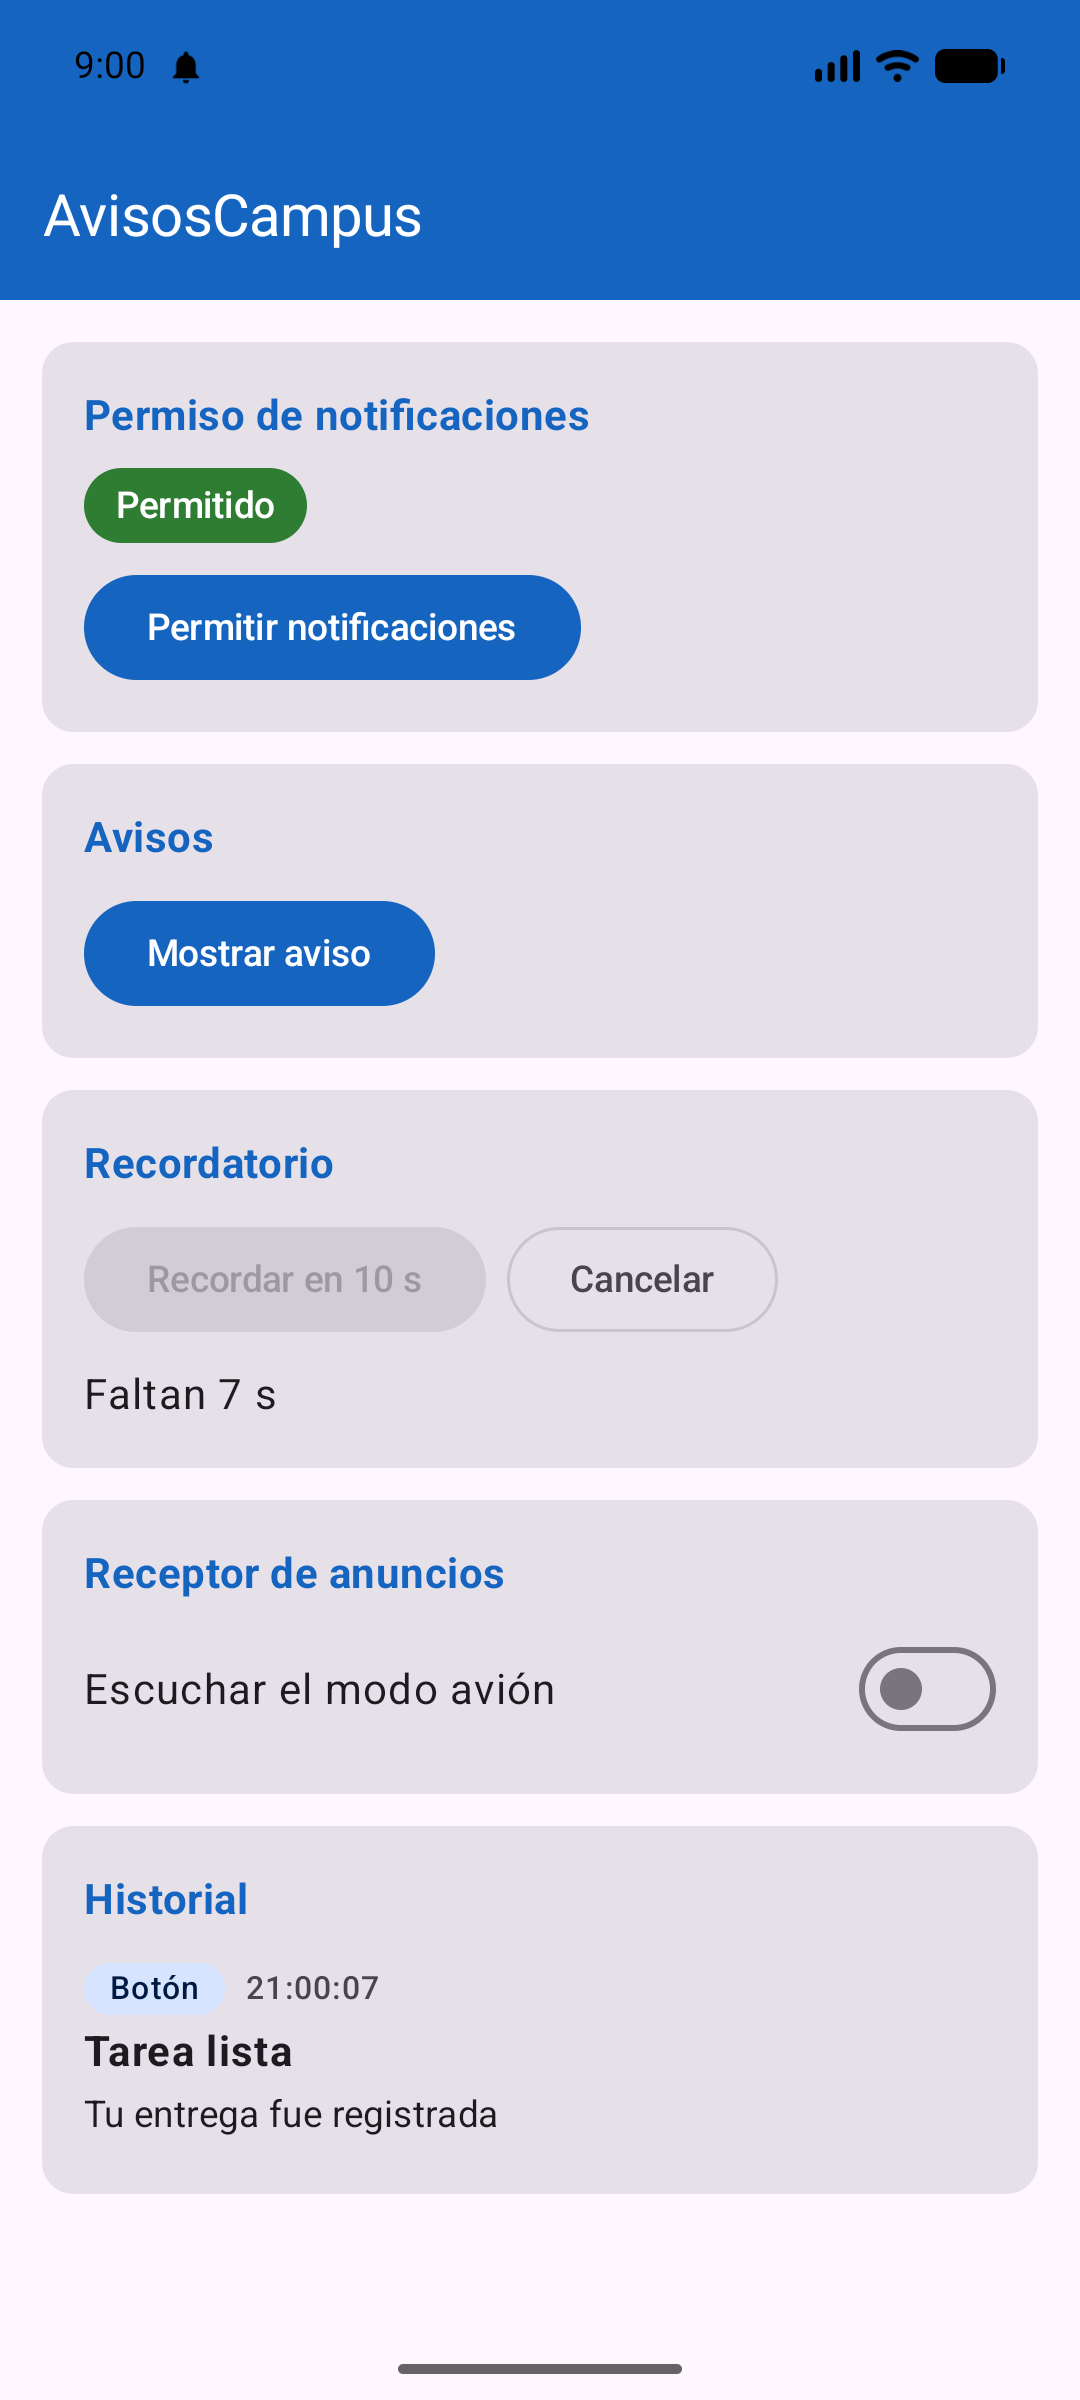 9:00
AvisosCampus
Permiso de notificaciones
Permitido
Permitir notificaciones
Avisos
Mostrar aviso
Recordatorio
Recordar en 10 s
Cancelar
Faltan 7 s
Receptor de anuncios
Escuchar el modo avión
Historial
Botón 21:00:07
Tarea lista
Tu entrega fue registrada